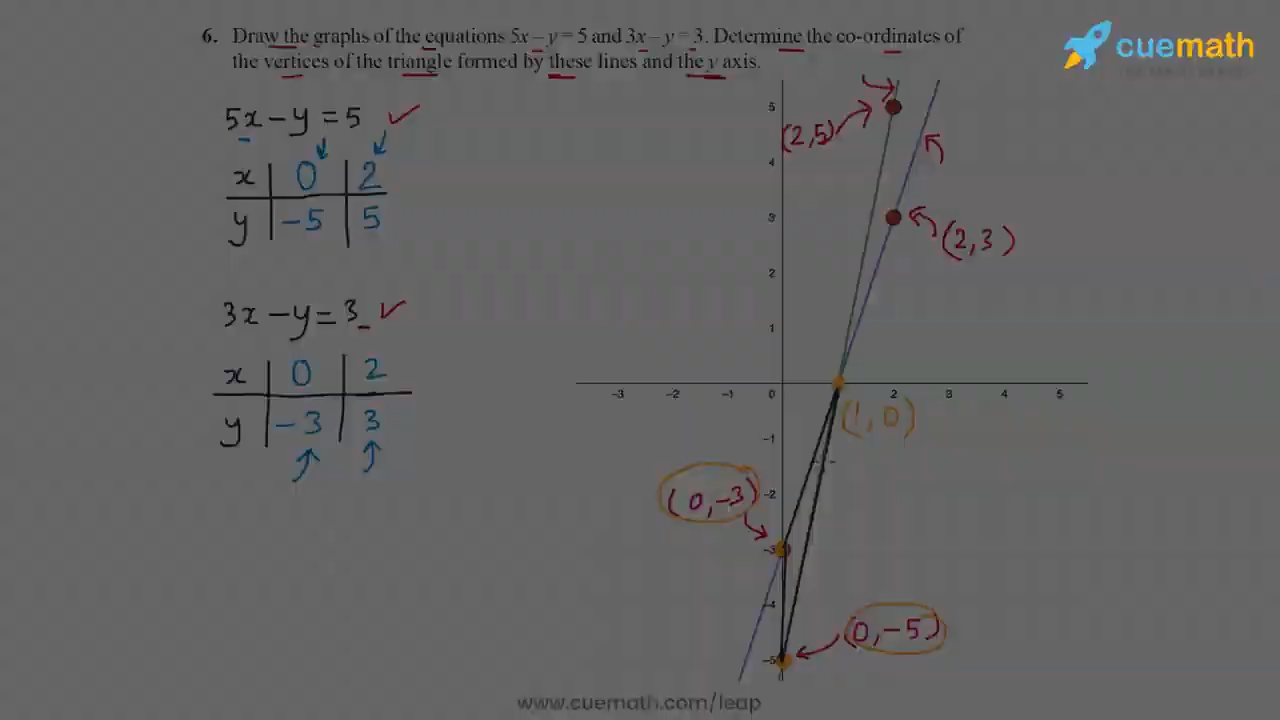 6. Draw the graphs of the equations 5x – y = 5 and 3x – y = 3. Determine the co-ordinates of
the vertices of the triangle formed by these lines and the y axis.
cuemath
5x – y = 5 ✓
x 0 2
y –5 5
3x – y = 3 ✓
x 0 2
y –3 3
5
(2,5)
4
3
(2,3)
2
1
-3 -2 -1 0 2 3 4 5
(1,0)
-1
(0,-3) -2
-3
-4
(0,-5)
-5
www.cuemath.com/leap